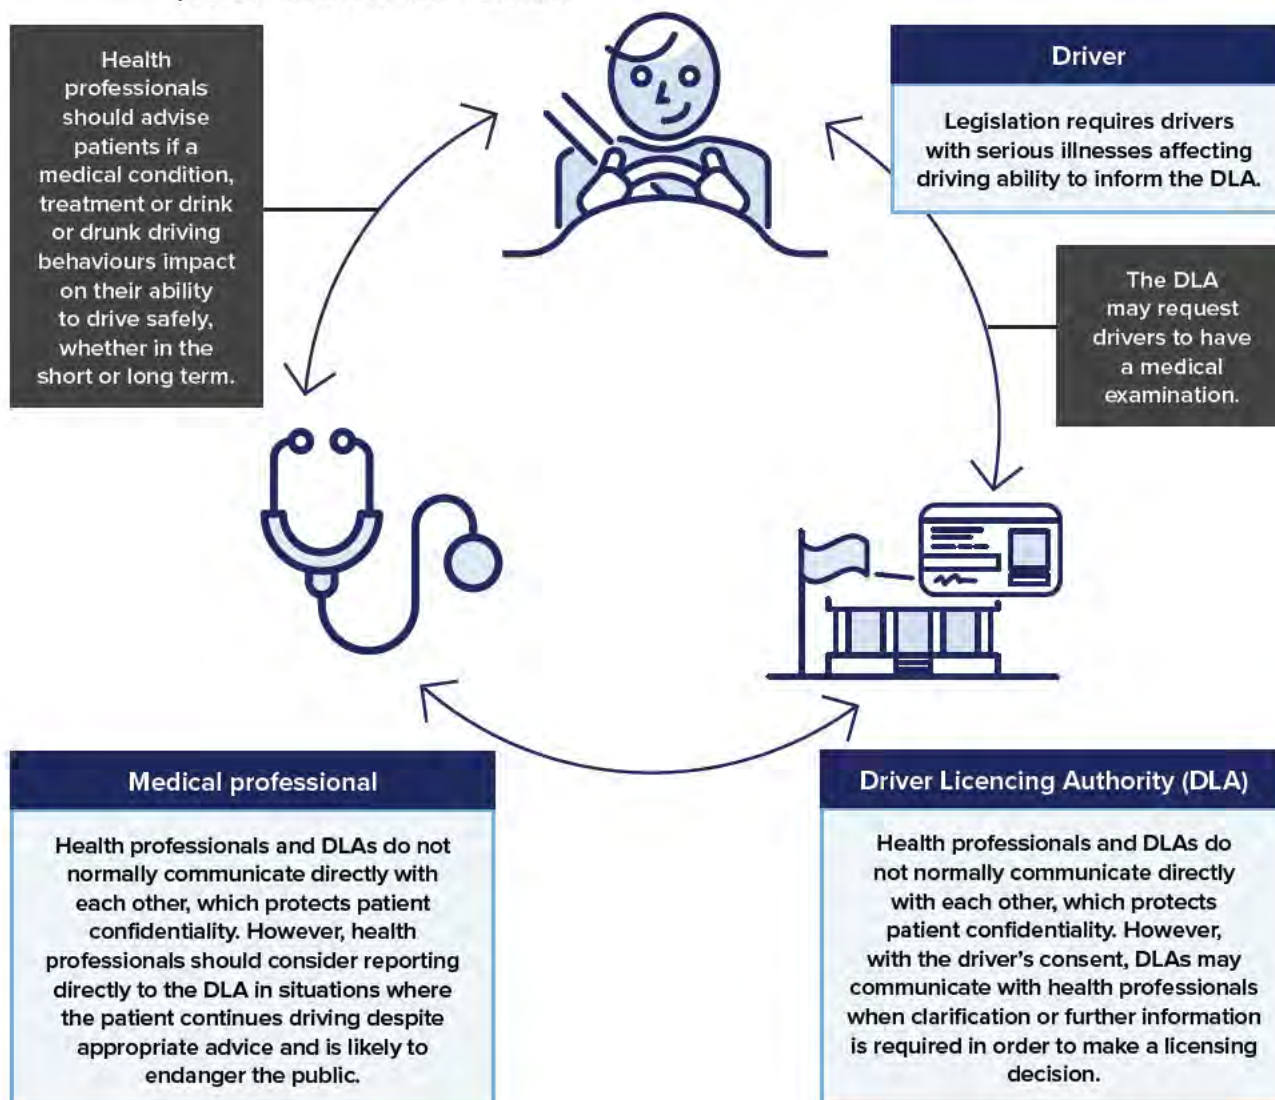 Health
professionals
should advise
patients if a
medical condition,
treatment or drink
or drunk driving
behaviours impact
on their ability
to drive safely,
whether in the
short or long term.
Driver
Legislation requires drivers
with serious illnesses affecting
driving ability to inform the DLA.
The DLA
may request
drivers to have
a medical
examination.
Medical professional
Health professionals and DLAs do not
normally communicate directly with
each other, which protects patient
confidentiality. However, health
professionals should consider reporting
directly to the DLA in situations where
the patient continues driving despite
appropriate advice and is likely to
endanger the public.
Driver Licencing Authority (DLA)
Health professionals and DLAs do
not normally communicate directly
with each other, which protects
patient confidentiality. However,
with the driver's consent, DLAs may
communicate with health professionals
when clarification or further information
is required in order to make a licensing
decision.